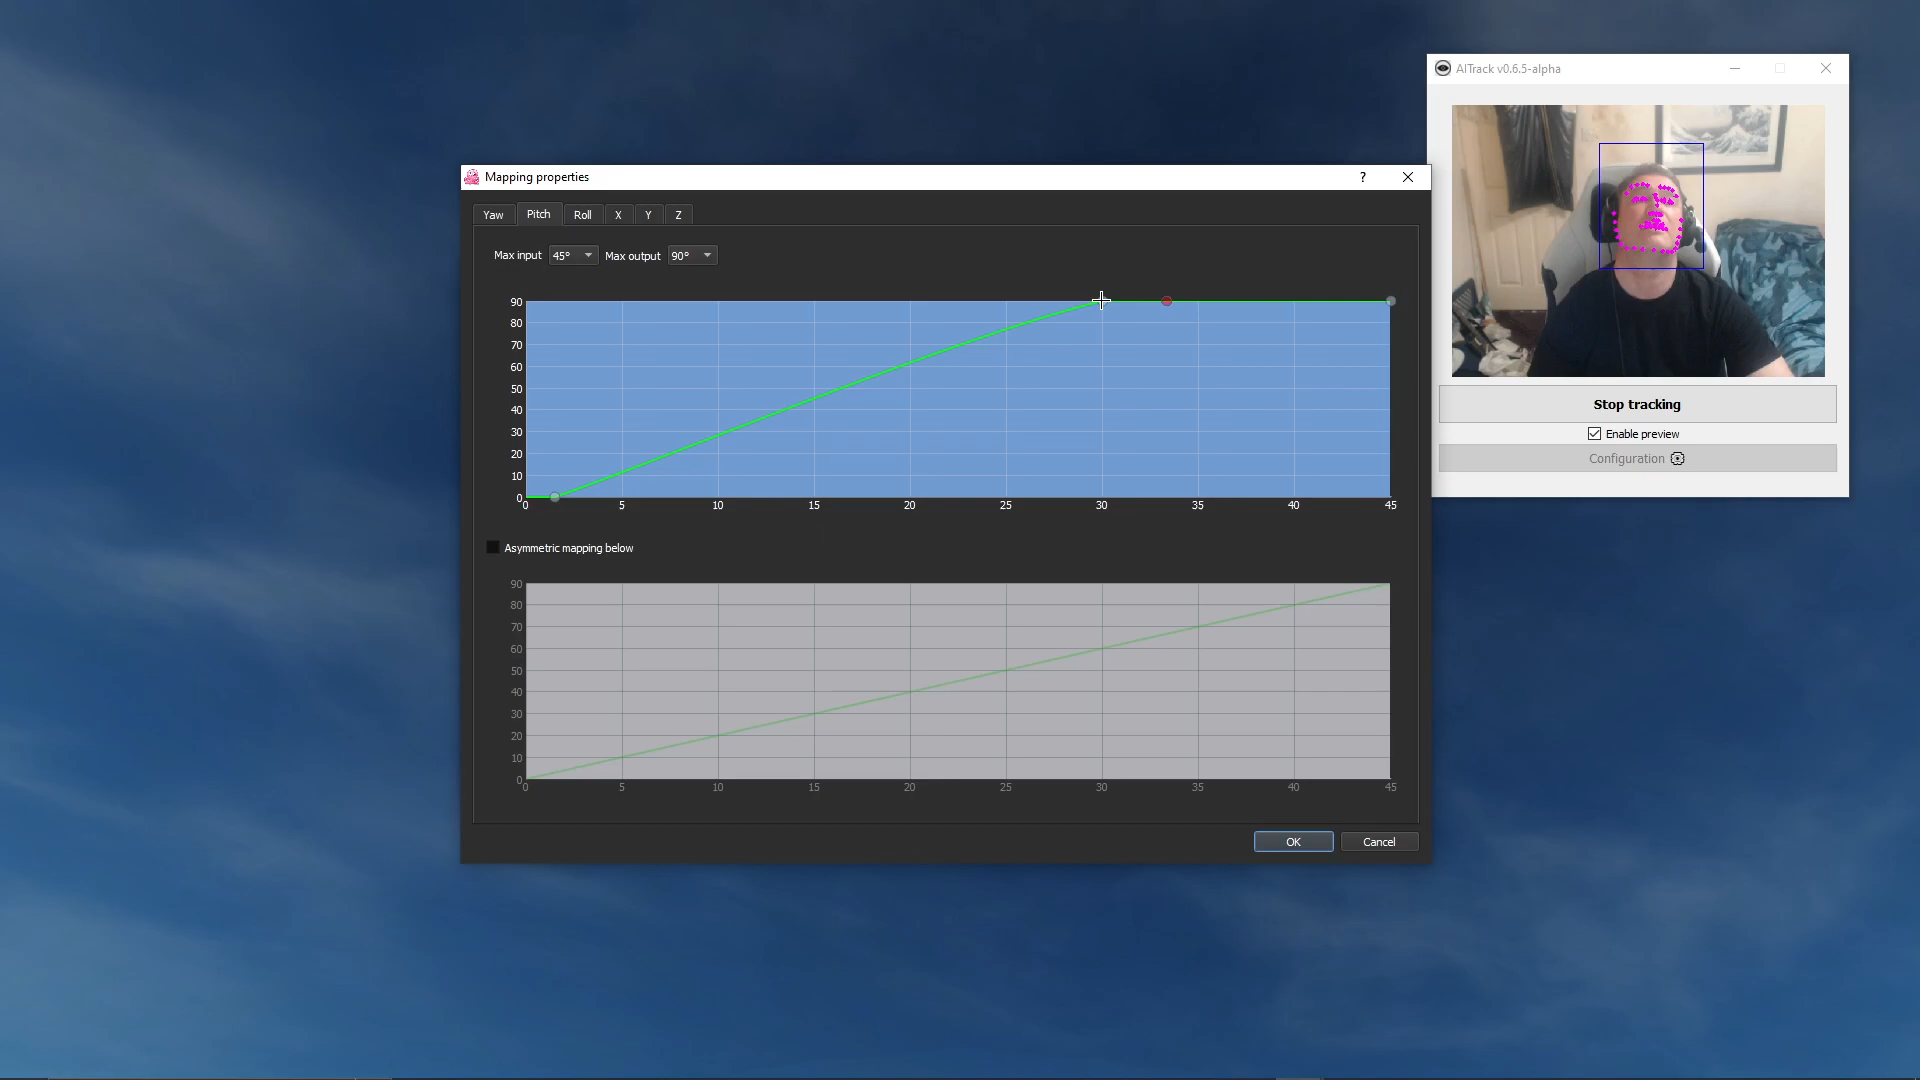 AITrack v0.6.5-alpha
Mapping properties
?
Yaw Pitch Roll X Y Z
Max input 45° Max output 90°
90
80
70
60
50
40
30
20
10
0
0 5 10 15 20 25 30 35 40 45
Asymmetric mapping below
90
80
70
60
50
40
30
20
10
0
0 5 10 15 20 25 30 35 40 45
OK Cancel
Stop tracking
Enable preview
Configuration